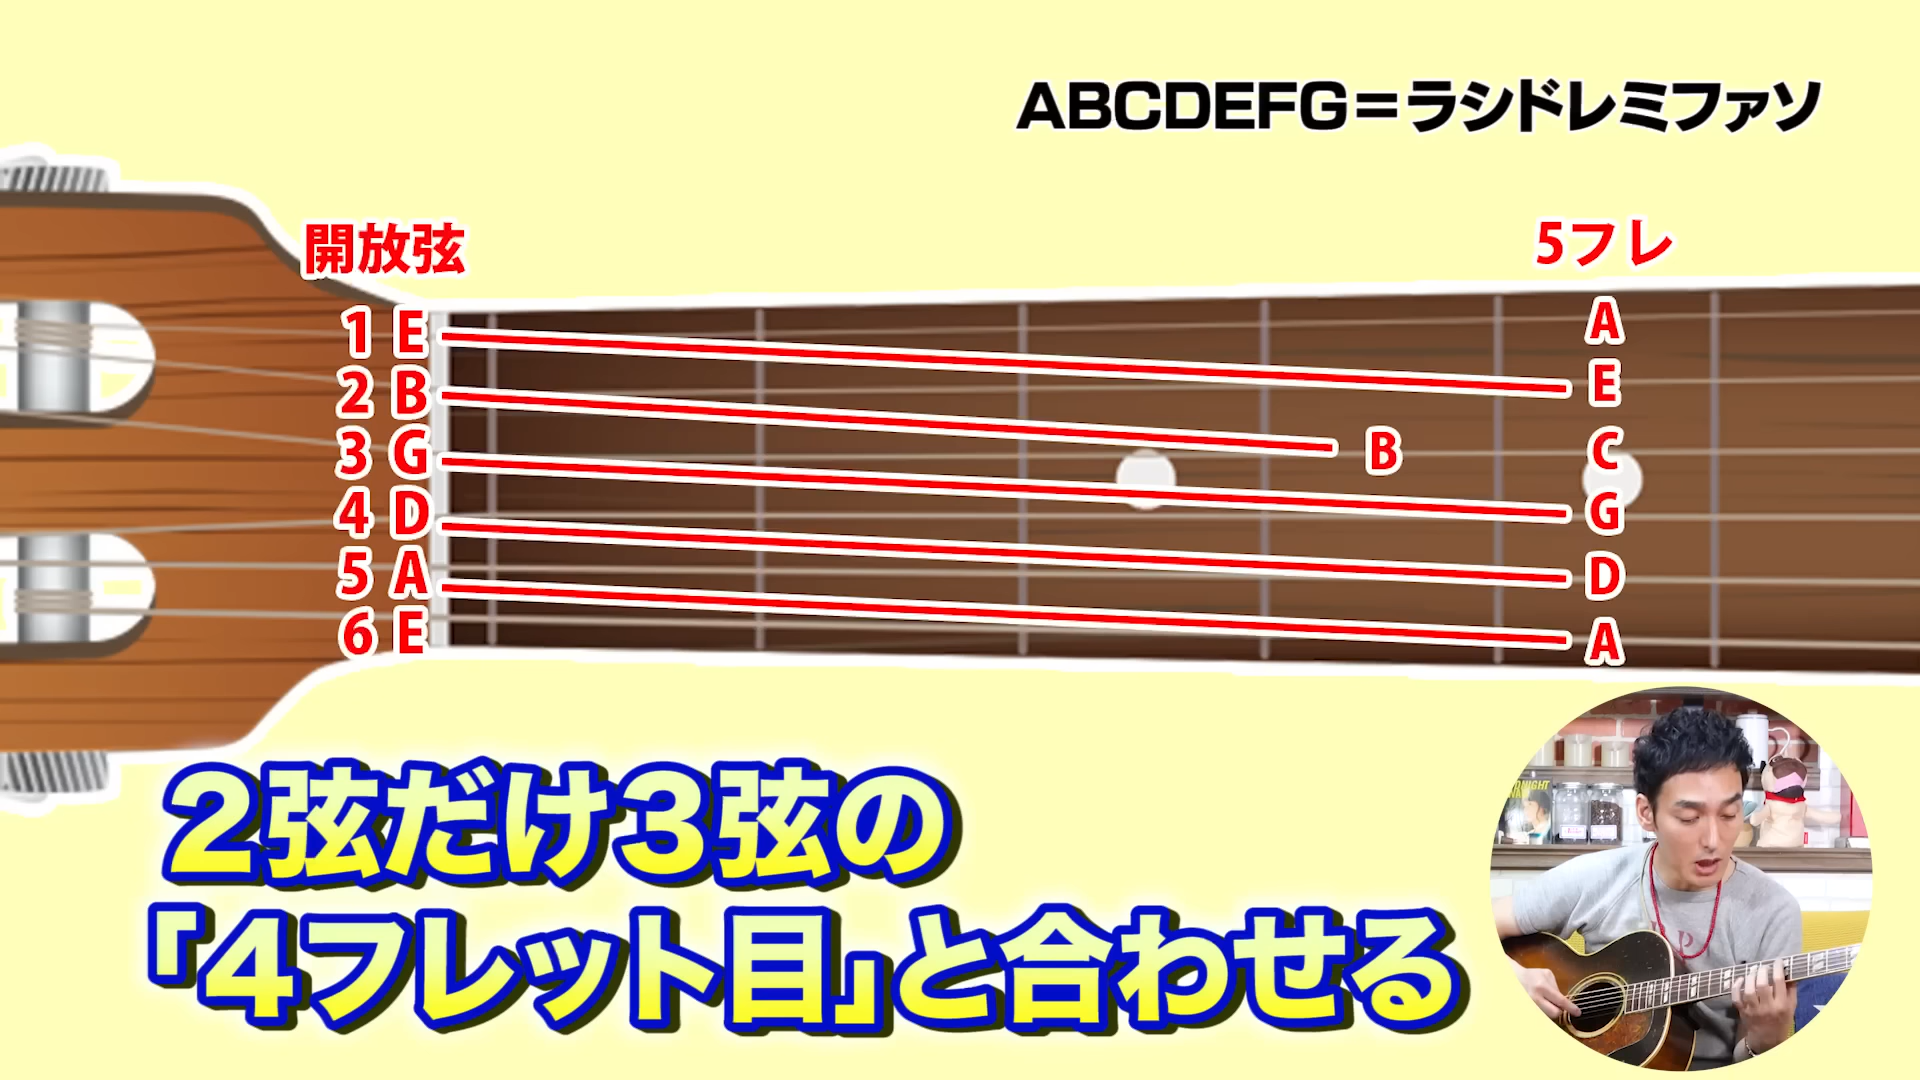 ABCDEFG=ラシドレミファソ
開放弦
5フレ
1 E
A
2 B
E
3 G
B
C
4 D
G
5 A
D
6 E
A
2弦だけ3弦の
「4フレット目」と合わせる